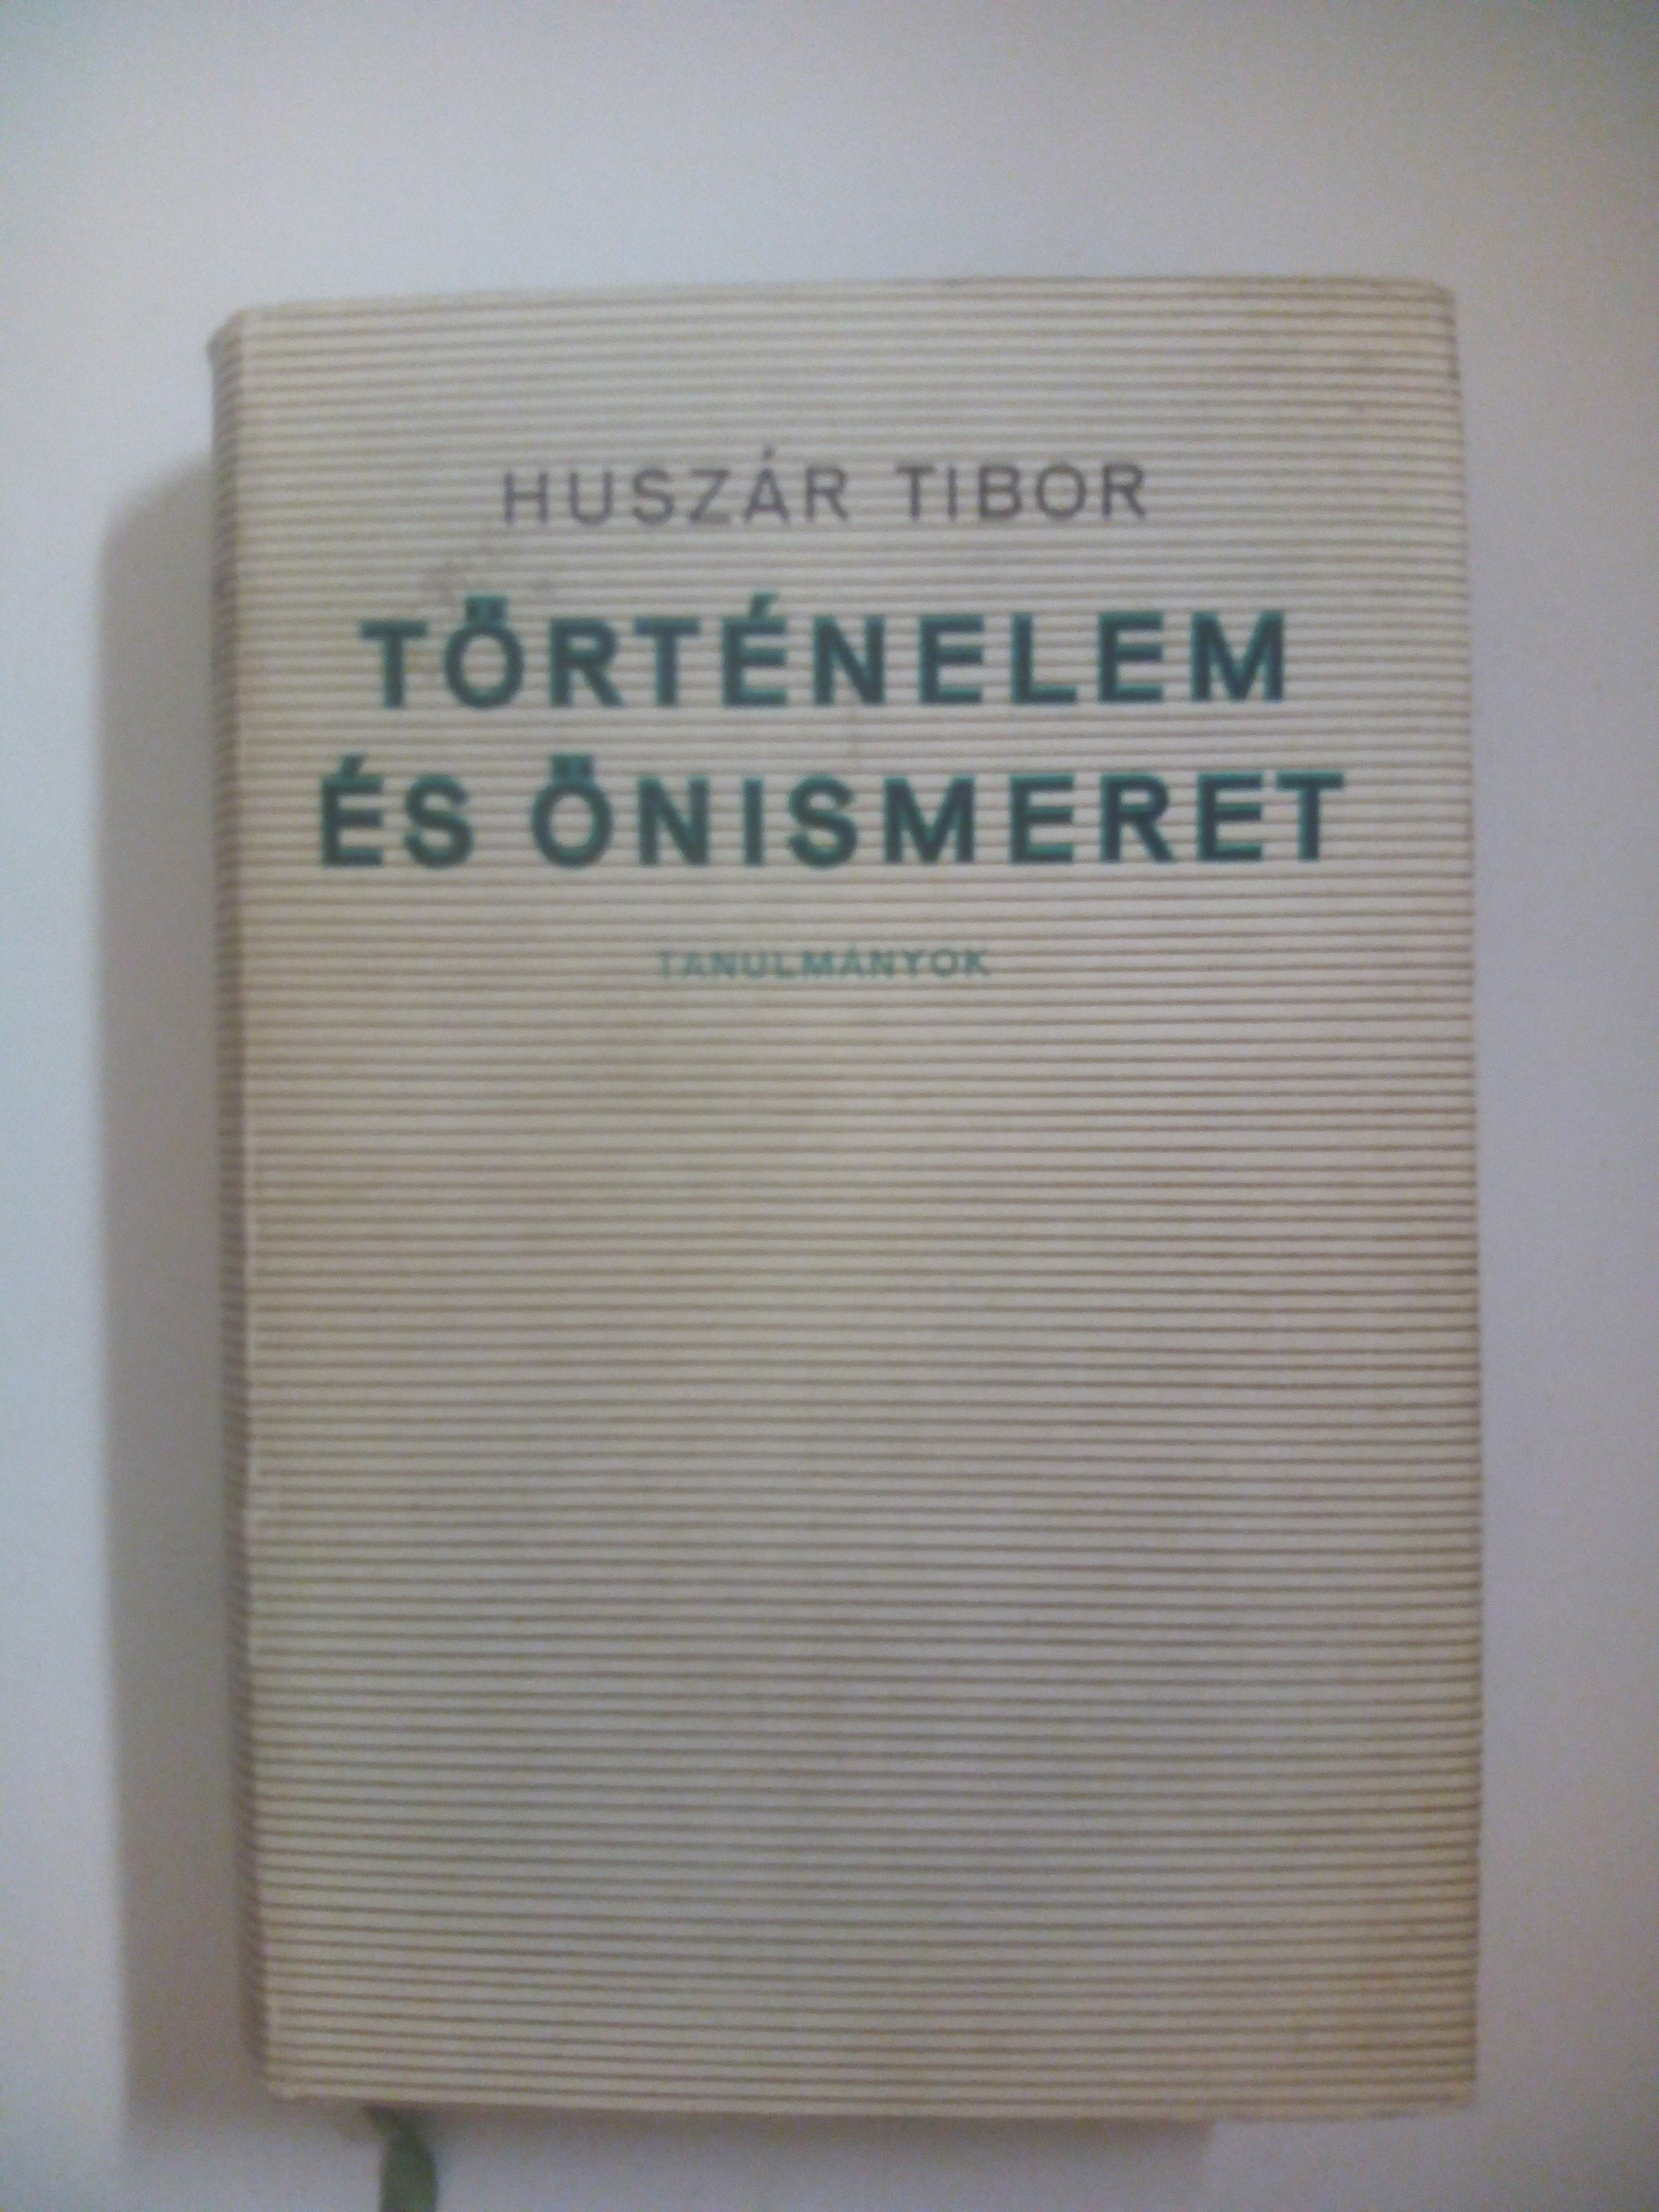 HUSZÁR TIBOR
TÖRTÉNELEM
ÉS ÖNISMERET
TANULMÁNYOK